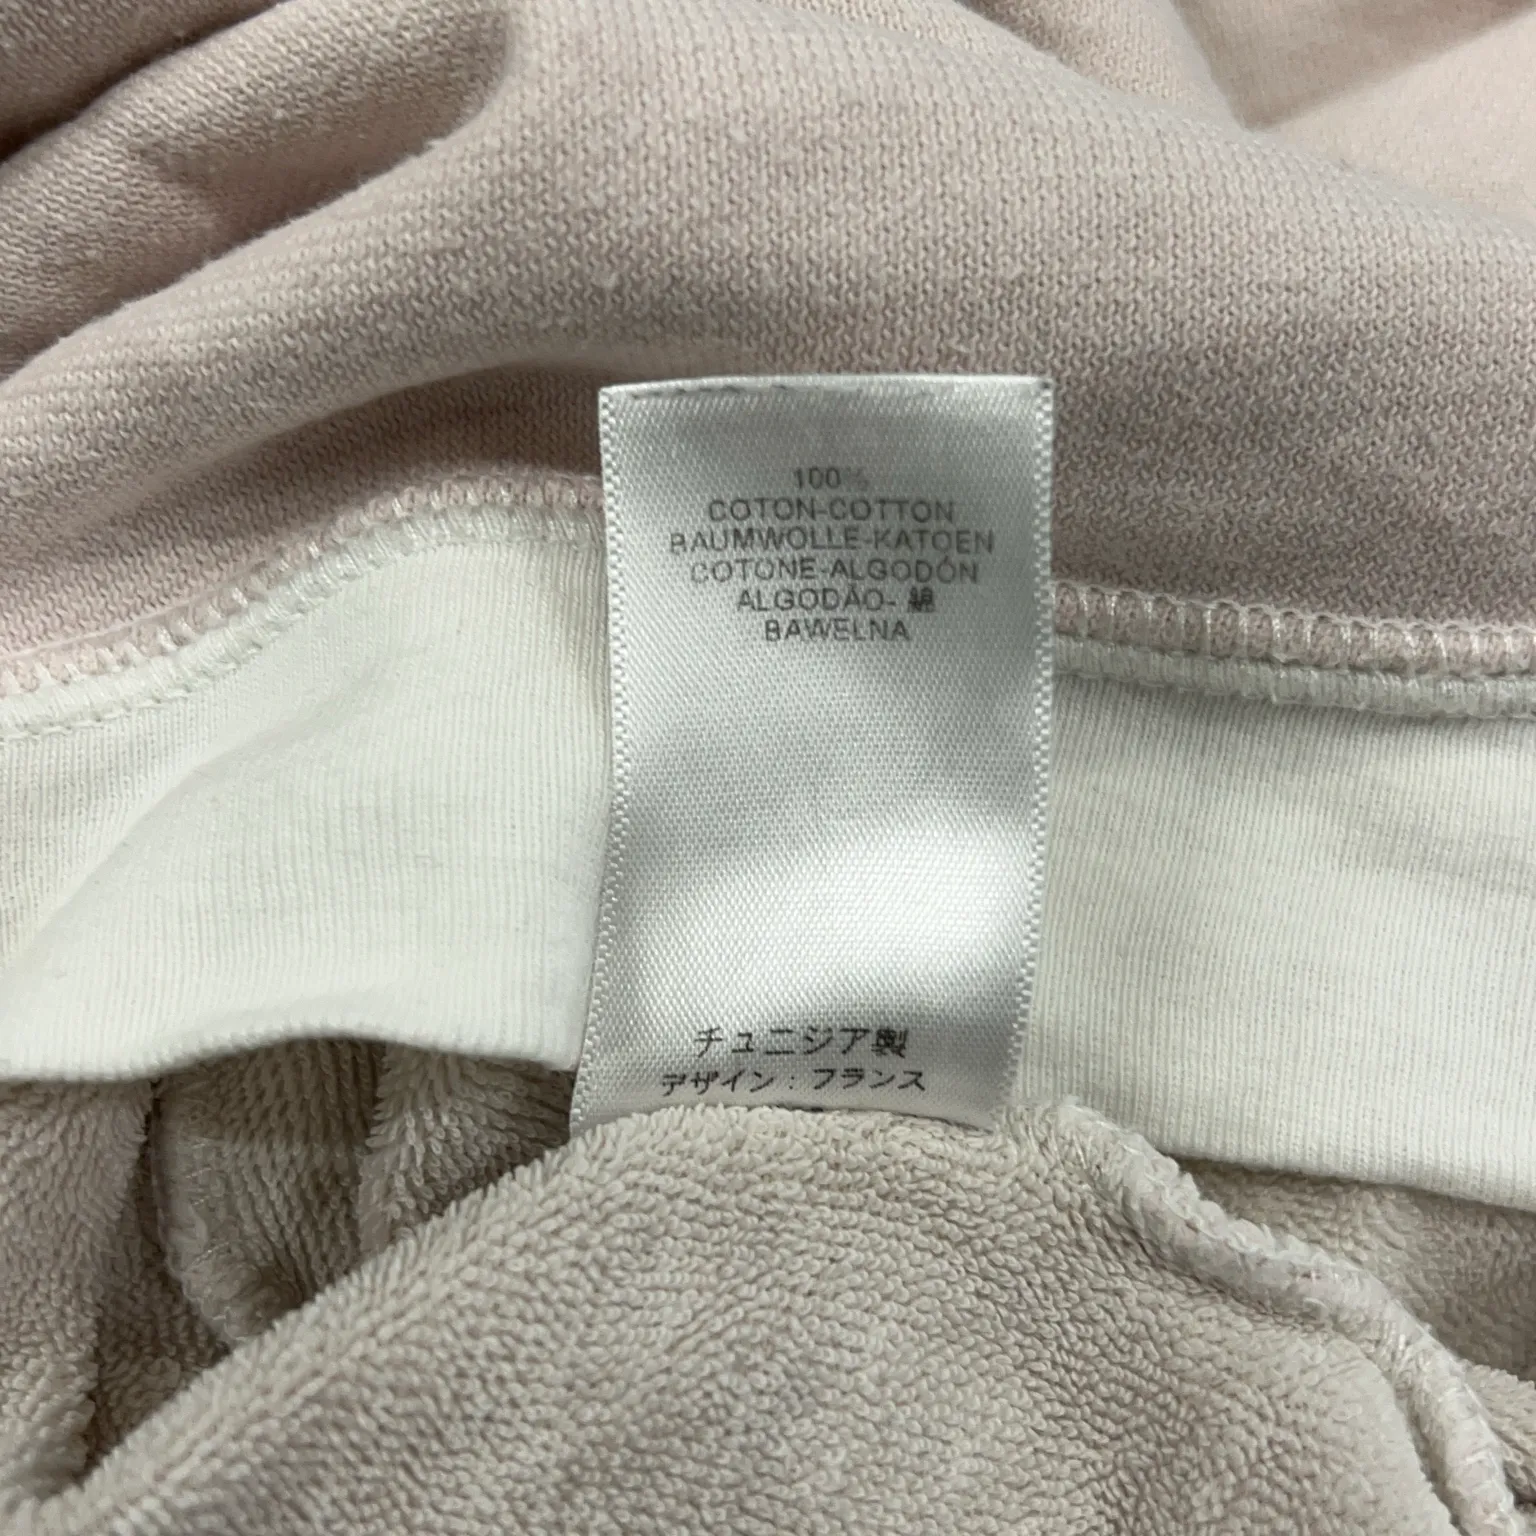 100%
COTON-COTTON
BAUMWOLLE-KATOEN
COTONE-ALGODÓN
ALGODÃO- 綿
BAWELNA
チュニジア製
デザイン : フランス